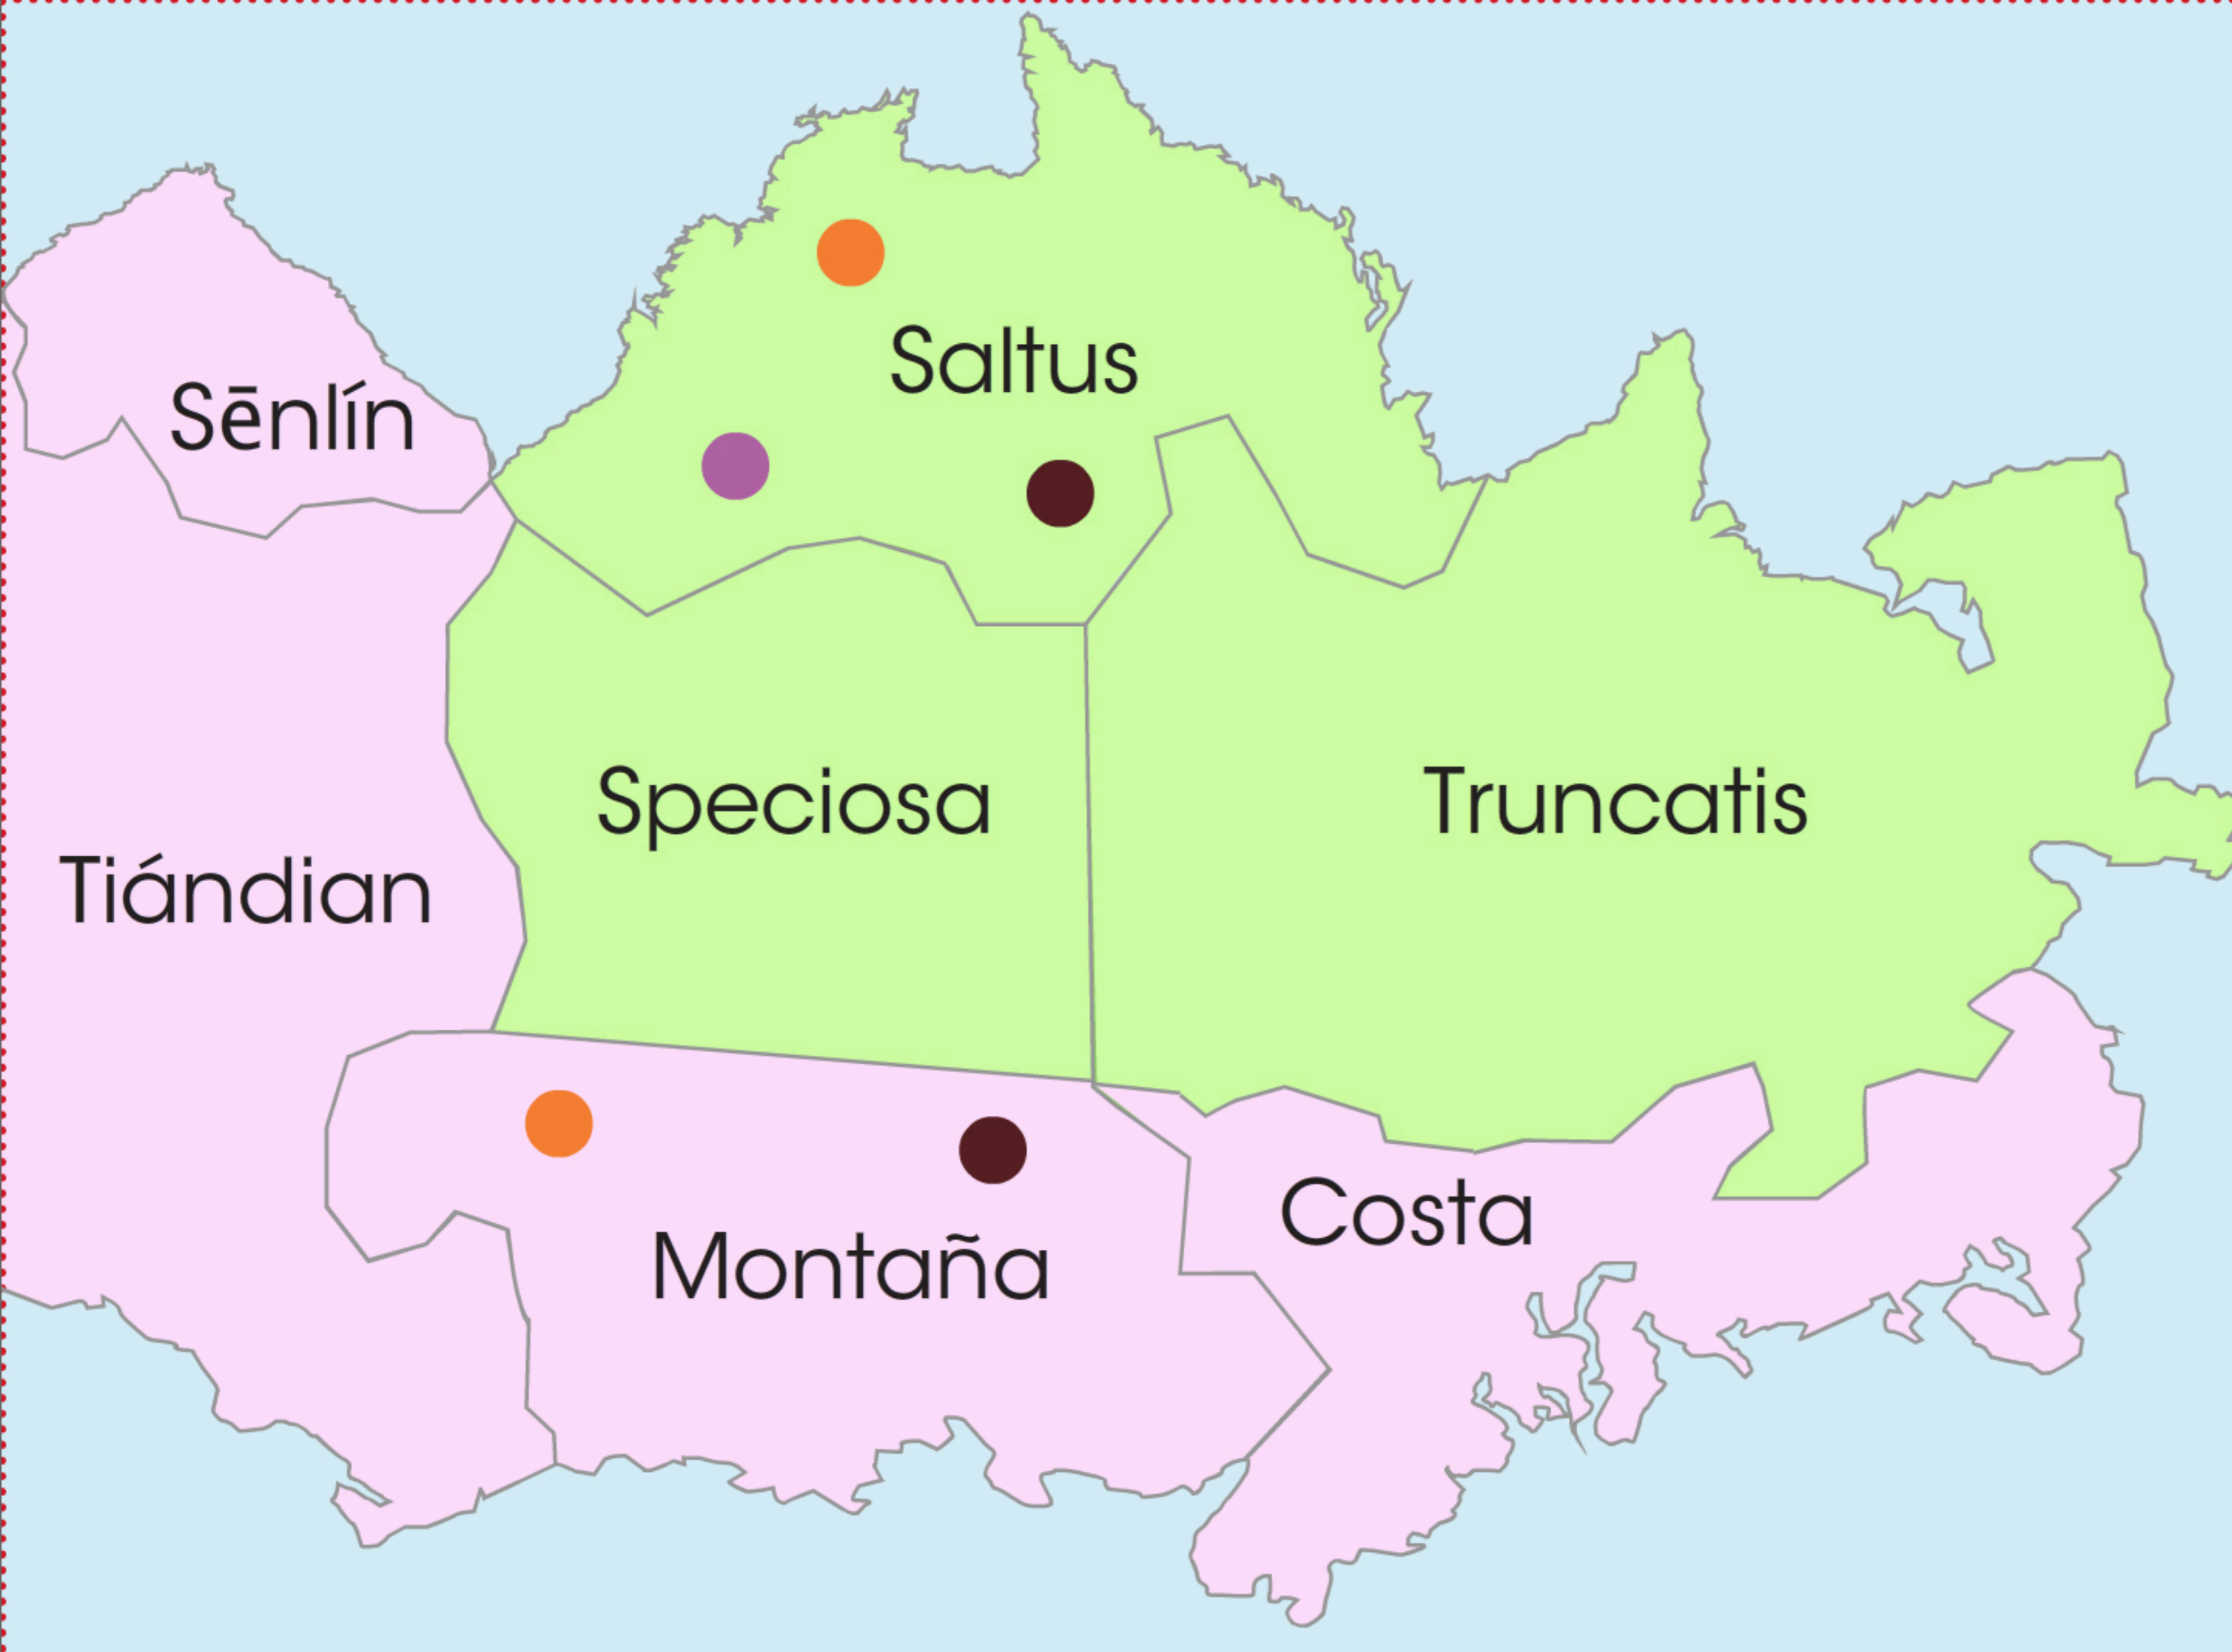 Saltus
Sēnlín
Speciosa
Truncatis
Tiándian
Costa
Montaña